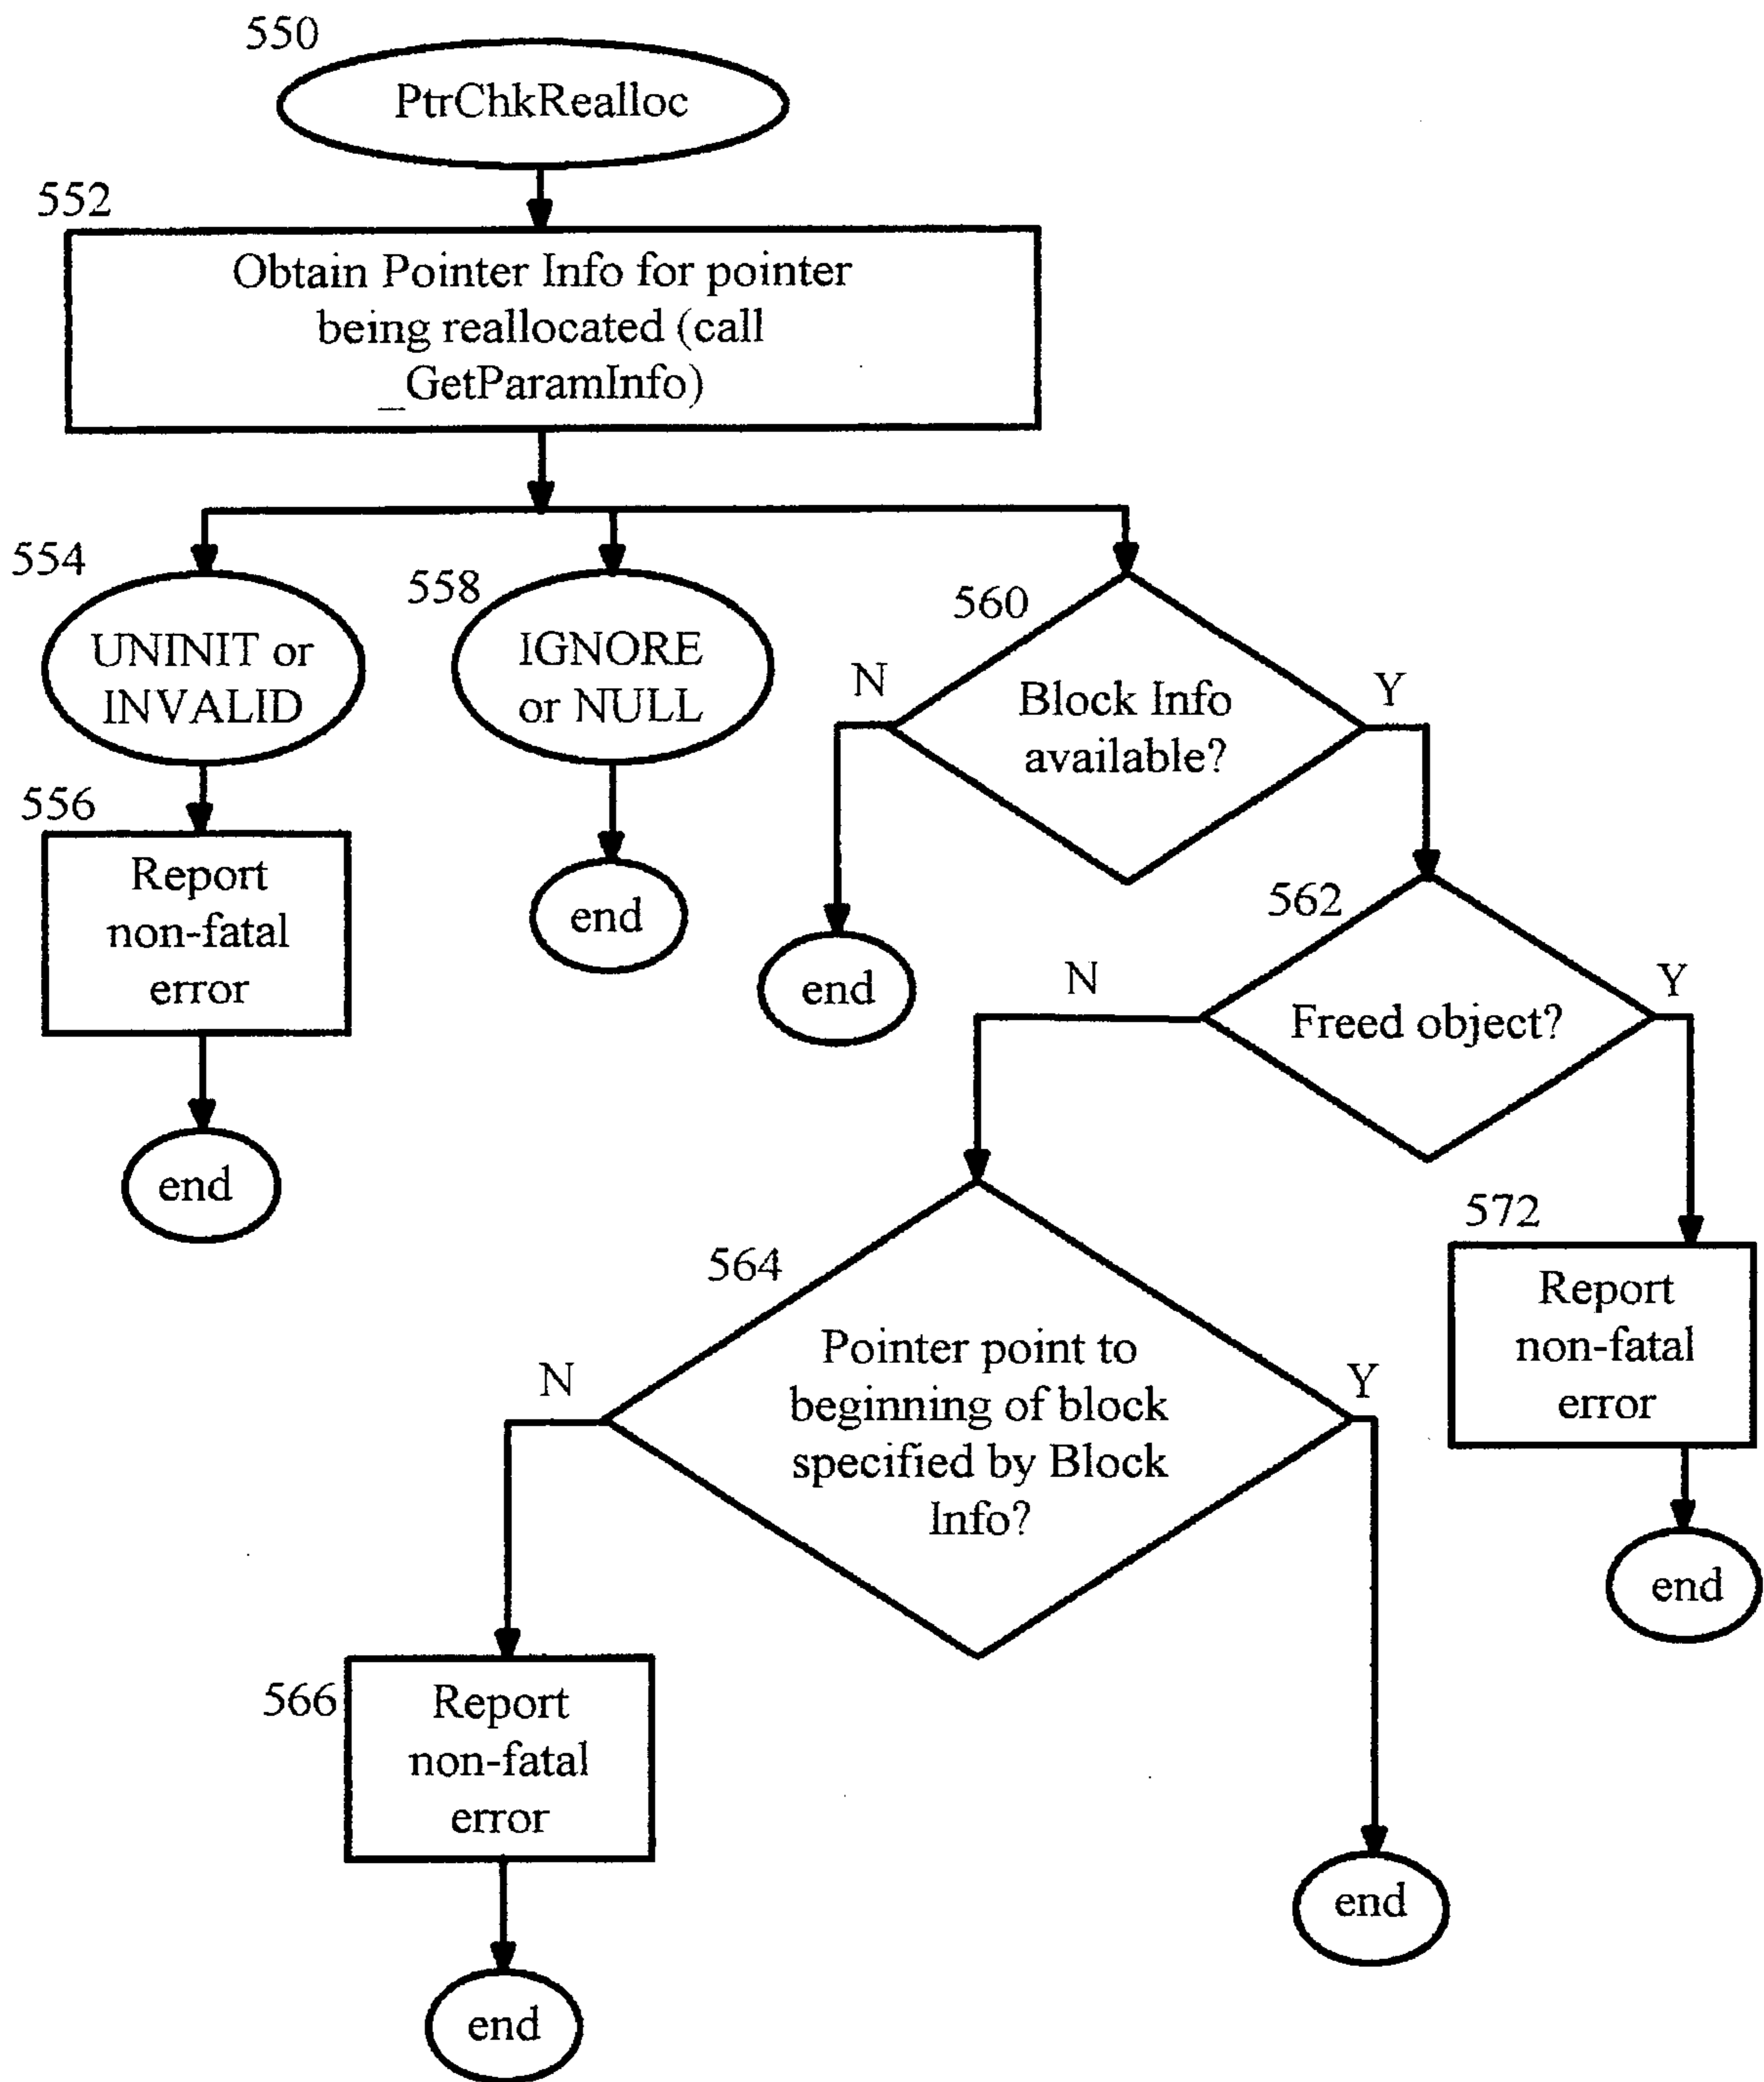 550
PtrChkRealloc
552
Obtain Pointer Info for pointer
being reallocated (call
_GetParamInfo)
554
UNINIT or
INVALID
558
IGNORE
or NULL
560
N
Block Info
available?
Y
556
Report
non-fatal
error
end
end
end
562
N
Freed object?
Y
564
N
Pointer point to
beginning of block
specified by Block
Info?
Y
572
Report
non-fatal
error
end
566
Report
non-fatal
error
end
end